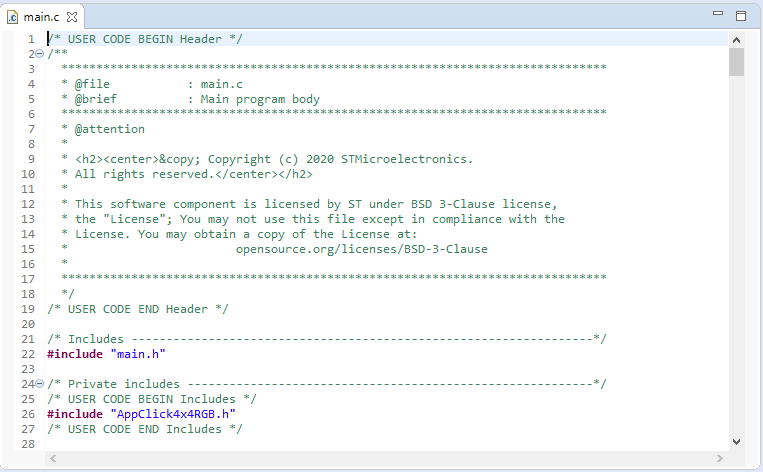 main.c
1 /* USER CODE BEGIN Header */
2 /**
3   ******************************************************************************
4   * @file           : main.c
5   * @brief          : Main program body
6   ******************************************************************************
7   * @attention
8   *
9   * <h2><center>&copy; Copyright (c) 2020 STMicroelectronics.
10   * All rights reserved.</center></h2>
11   *
12   * This software component is licensed by ST under BSD 3-Clause license,
13   * the "License"; You may not use this file except in compliance with the
14   * License. You may obtain a copy of the License at:
15   *                        opensource.org/licenses/BSD-3-Clause
16   *
17   ******************************************************************************
18   */
19 /* USER CODE END Header */
20
21 /* Includes ------------------------------------------------------------------*/
22 #include "main.h"
23
24 /* Private includes ----------------------------------------------------------*/
25 /* USER CODE BEGIN Includes */
26 #include "AppClick4x4RGB.h"
27 /* USER CODE END Includes */
28